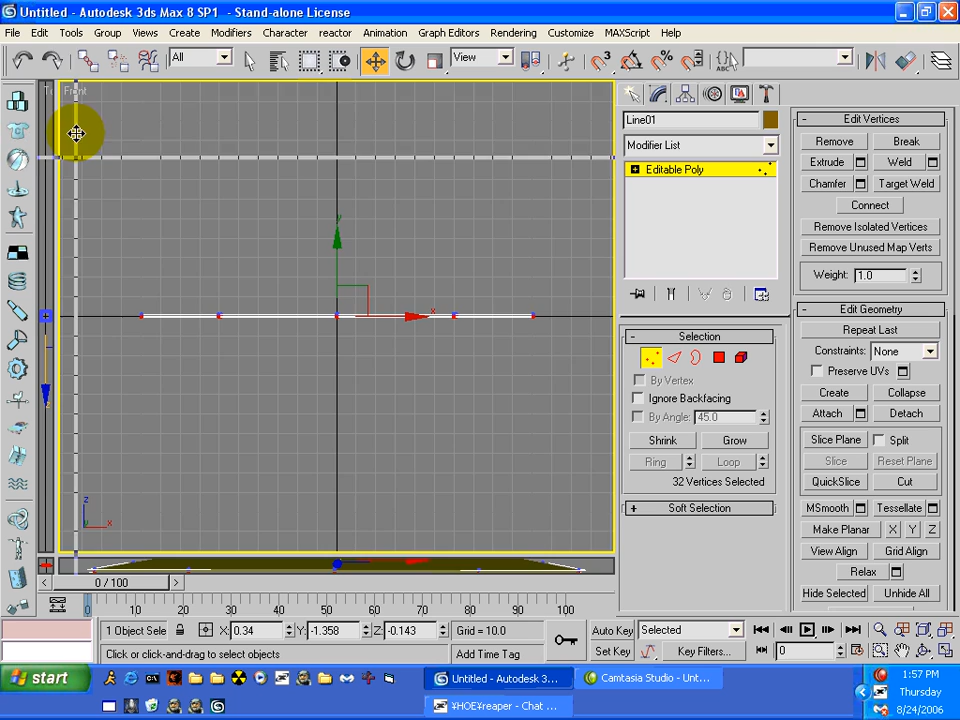 Untitled - Autodesk 3ds Max 8 SP1 - Stand-alone License
File Edit Tools Group Views Create Modifiers Character reactor Animation Graph Editors Rendering Customize MAXScript Help
All View
Front
y
x
z
x
Line01
Modifier List
Editable Poly
Selection
By Vertex
Ignore Backfacing
By Angle: 45.0
Shrink Grow
Ring Loop
32 Vertices Selected
Soft Selection
Edit Vertices
Remove Break
Extrude Weld
Chamfer Target Weld
Connect
Remove Isolated Vertices
Remove Unused Map Verts
Weight: 1.0
Edit Geometry
Repeat Last
Constraints: None
Preserve UVs
Create Collapse
Attach Detach
Slice Plane Split
Slice Reset Plane
QuickSlice Cut
MSmooth Tessellate
Make Planar X Y Z
View Align Grid Align
Relax
Hide Selected Unhide All
0 / 100
0 10 20 30 40 50 60 70 80 90 100
1 Object Sele X: 0.34 Y: -1.358 Z: -0.143 Grid = 10.0 Auto Key Selected
Click or click-and-drag to select objects Add Time Tag Set Key Key Filters... 0
start Untitled - Autodesk 3... Camtasia Studio - Unt... 1:57 PM
Thursday
¥HOE¥reaper - Chat ... 8/24/2006